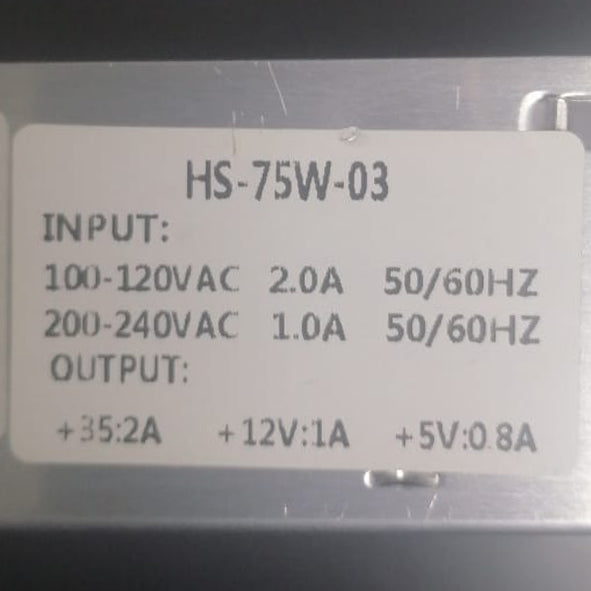 HS-75W-03
INPUT:
100-120VAC 2.0A 50/60HZ
200-240VAC 1.0A 50/60HZ
OUTPUT:
+35:2A +12V:1A +5V:0.8A